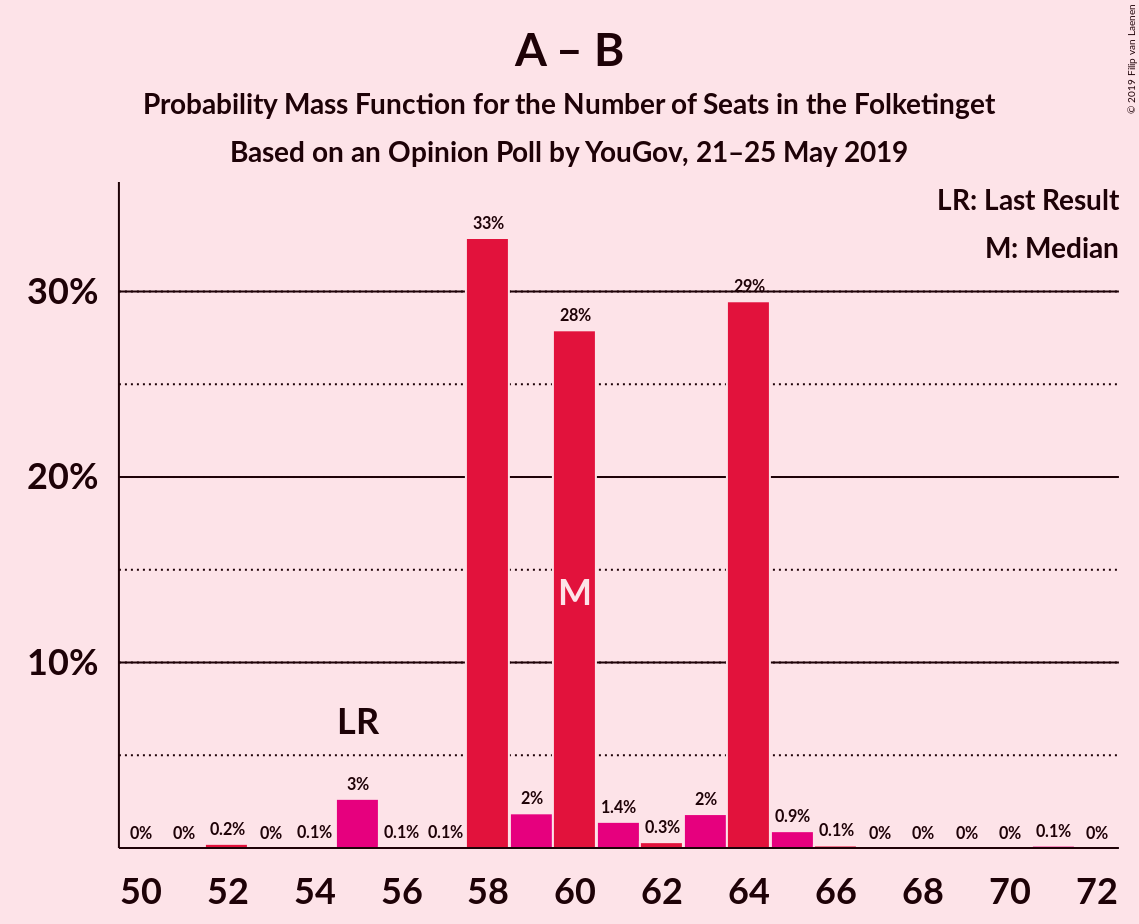 A – B
Probability Mass Function for the Number of Seats in the Folketinget
Based on an Opinion Poll by YouGov, 21–25 May 2019
© 2019 Filip van Laenen
LR: Last Result
M: Median
30%
20%
10%
0% 0% 0.2% 0% 0.1% 3% 0.1% 0.1% 33% 2% 28% 1.4% 0.3% 2% 29% 0.9% 0.1% 0% 0% 0% 0% 0.1% 0%
LR
M
50 52 54 56 58 60 62 64 66 68 70 72